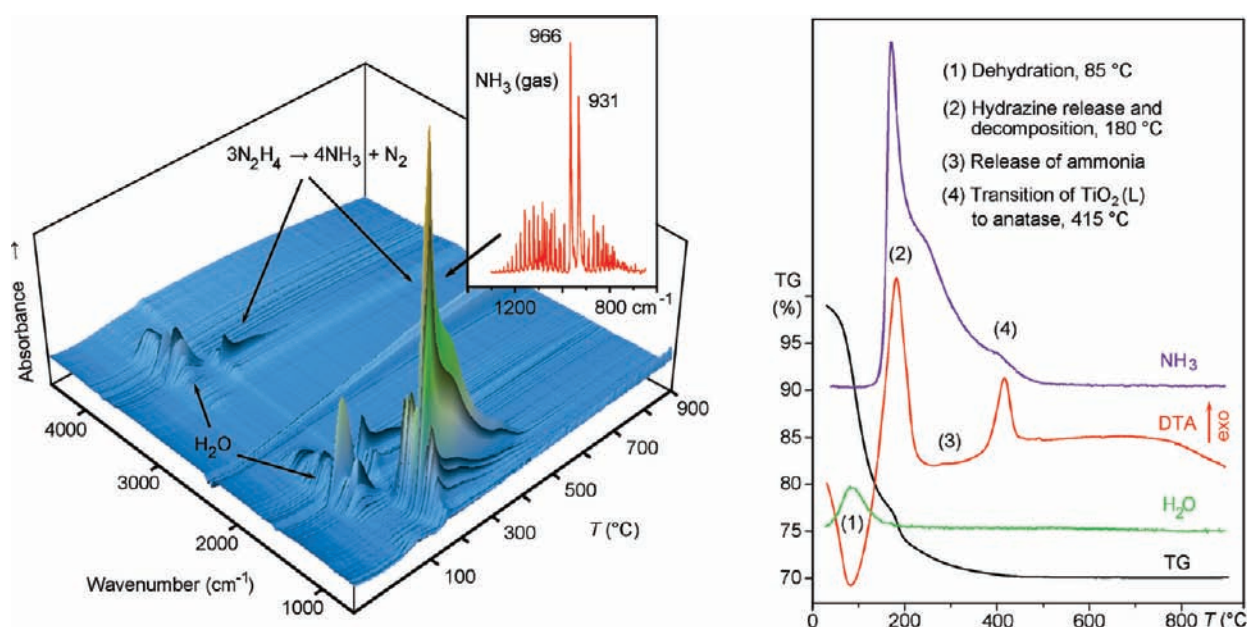 966
NH₃ (gas)
931
1200
800 cm⁻¹
3N₂H₄ → 4NH₃ + N₂
Absorbance →
H₂O
4000
3000
2000
1000
Wavenumber (cm⁻¹)
100
300
500
700
900
T (°C)
(1) Dehydration, 85 °C
(2) Hydrazine release and
decomposition, 180 °C
(3) Release of ammonia
(4) Transition of TiO₂ (L)
to anatase, 415 °C
TG
(%)
95
90
85
80
75
70
(2)
(4)
(3)
(1)
NH₃
DTA
exo
H₂O
TG
0
200
400
600
800
T (°C)